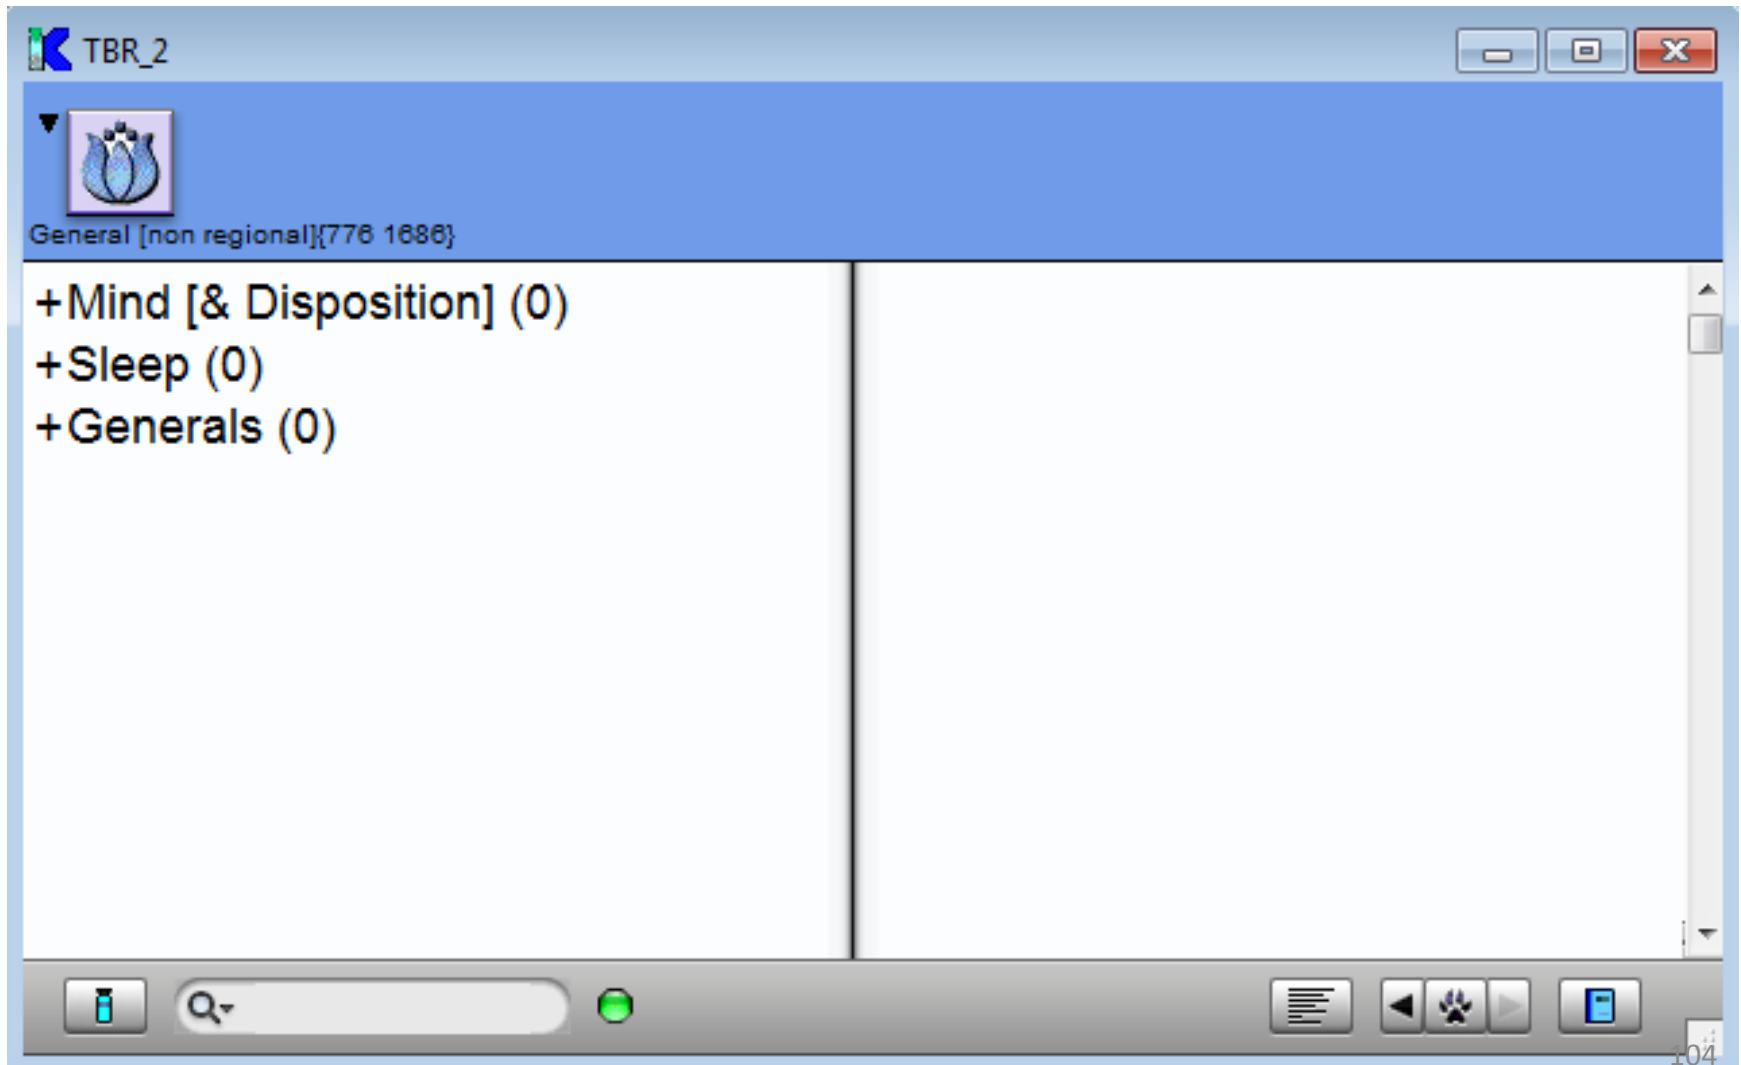 TBR_2
General [non regional]{776 1686}
+Mind [& Disposition] (0)
+Sleep (0)
+Generals (0)
104